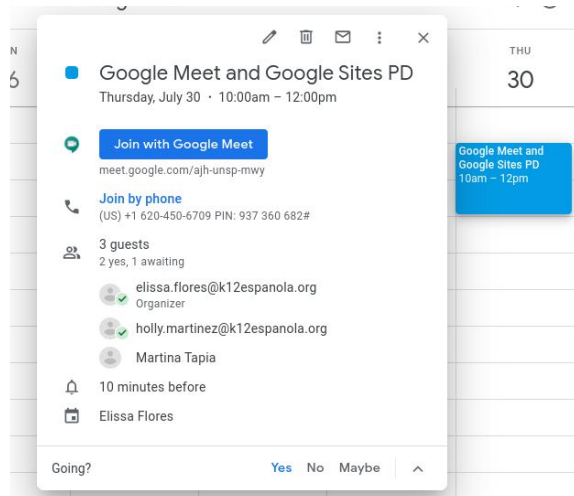 N
6
THU
30
Google Meet and Google Sites PD
Thursday, July 30 · 10:00am – 12:00pm
Join with Google Meet
meet.google.com/ajh-unsp-mwy
Join by phone
(US) +1 620-450-6709 PIN: 937 360 682#
3 guests
2 yes, 1 awaiting
elissa.flores@k12espanola.org
Organizer
holly.martinez@k12espanola.org
Martina Tapia
10 minutes before
Elissa Flores
Going?
Yes No Maybe
Google Meet and
Google Sites PD
10am – 12pm